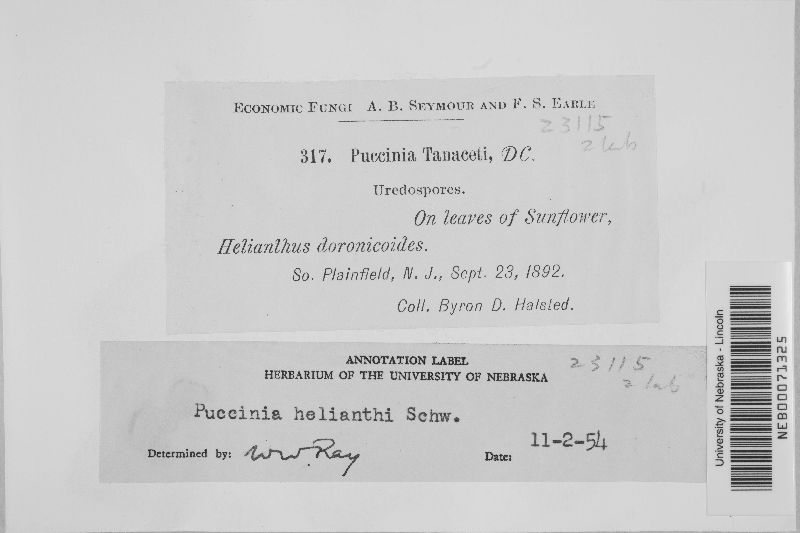 Economic Fungi A. B. Seymour and F. S. Earle
23115
2 lab
317. Puccinia Tanaceti, DC.
Uredospores.
On leaves of Sunflower,
Helianthus doronicoides.
So. Plainfield, N. J., Sept. 23, 1892.
Coll. Byron D. Halsted.
ANNOTATION LABEL
23115
HERBARIUM OF THE UNIVERSITY OF NEBRASKA
2 lab
Puccinia helianthi Schw.
Determined by: WW Ray
Date: 11-2-54
University of Nebraska - Lincoln
NEB00071325